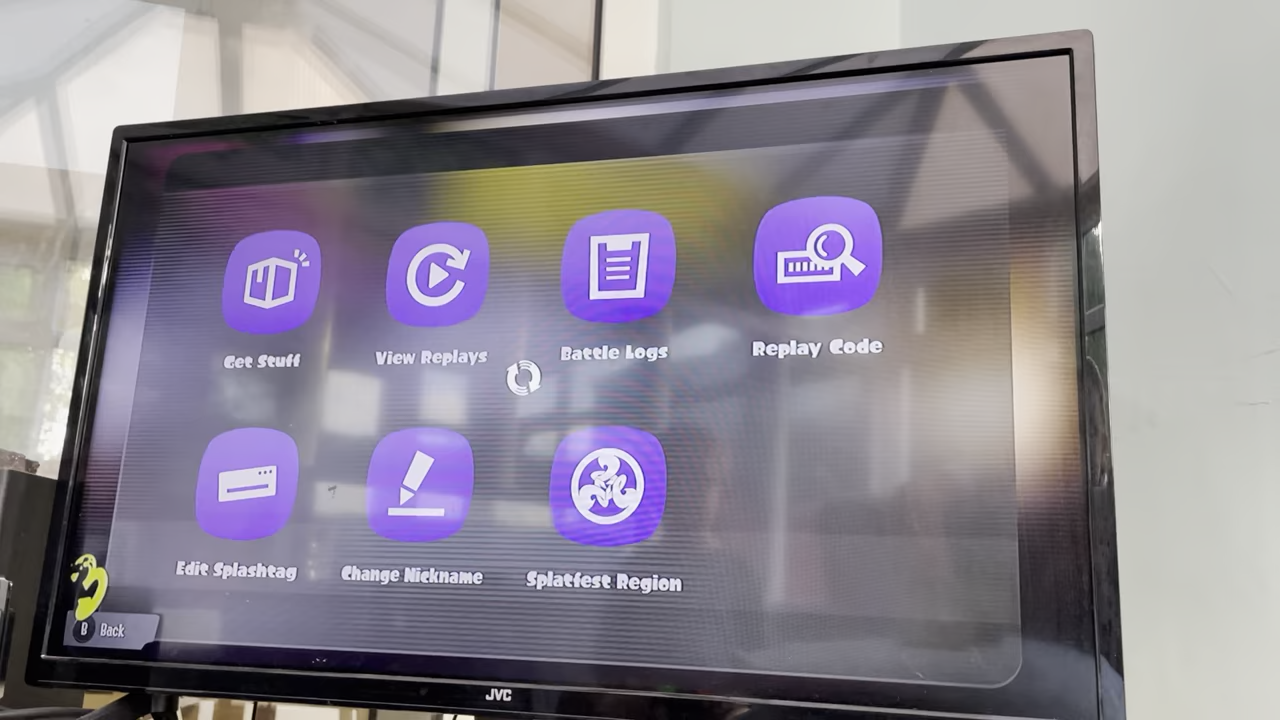 Get Stuff
View Replays
Battle Logs
Replay Code
Edit Splashtag
Change Nickname
Splatfest Region
B Back
JVC